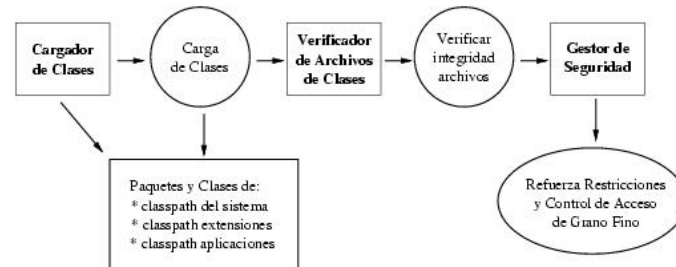 Cargador
de Clases
Carga
de Clases
Verificador
de Archivos
de Clases
Verificar
integridad
archivos
Gestor de
Seguridad
Paquetes y Clases de:
* classpath del sistema
* classpath extensiones
* classpath aplicaciones
Refuerza Restricciones
y Control de Acceso
de Grano Fino